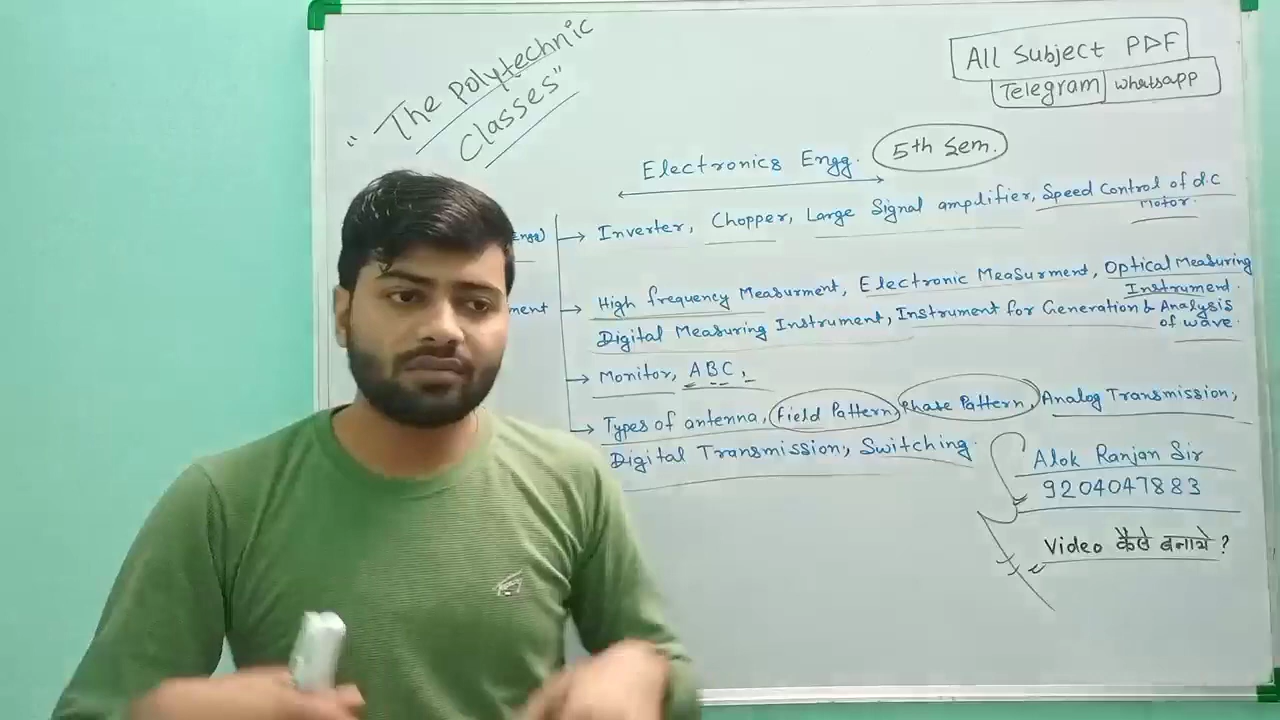 "The Polytechnic
Classes"
All Subject PDF
Telegram whatsapp
Electronics Engg. 5th Sem.
Engg)
Inverter, Chopper, Large Signal amplifier, Speed Control of d.c
Motor.
ment
High frequency Measurment, Electronic Measurment, Optical Measuring
Instrument.
Digital Measuring Instrument, Instrument for Generation & Analysis
of wave.
Monitor, ABC,
Types of antenna, Field Pattern, Phase Pattern, Analog Transmission,
Digital Transmission, Switching
Alok Ranjan Sir
9204047883
Video कैसे बनाये ?